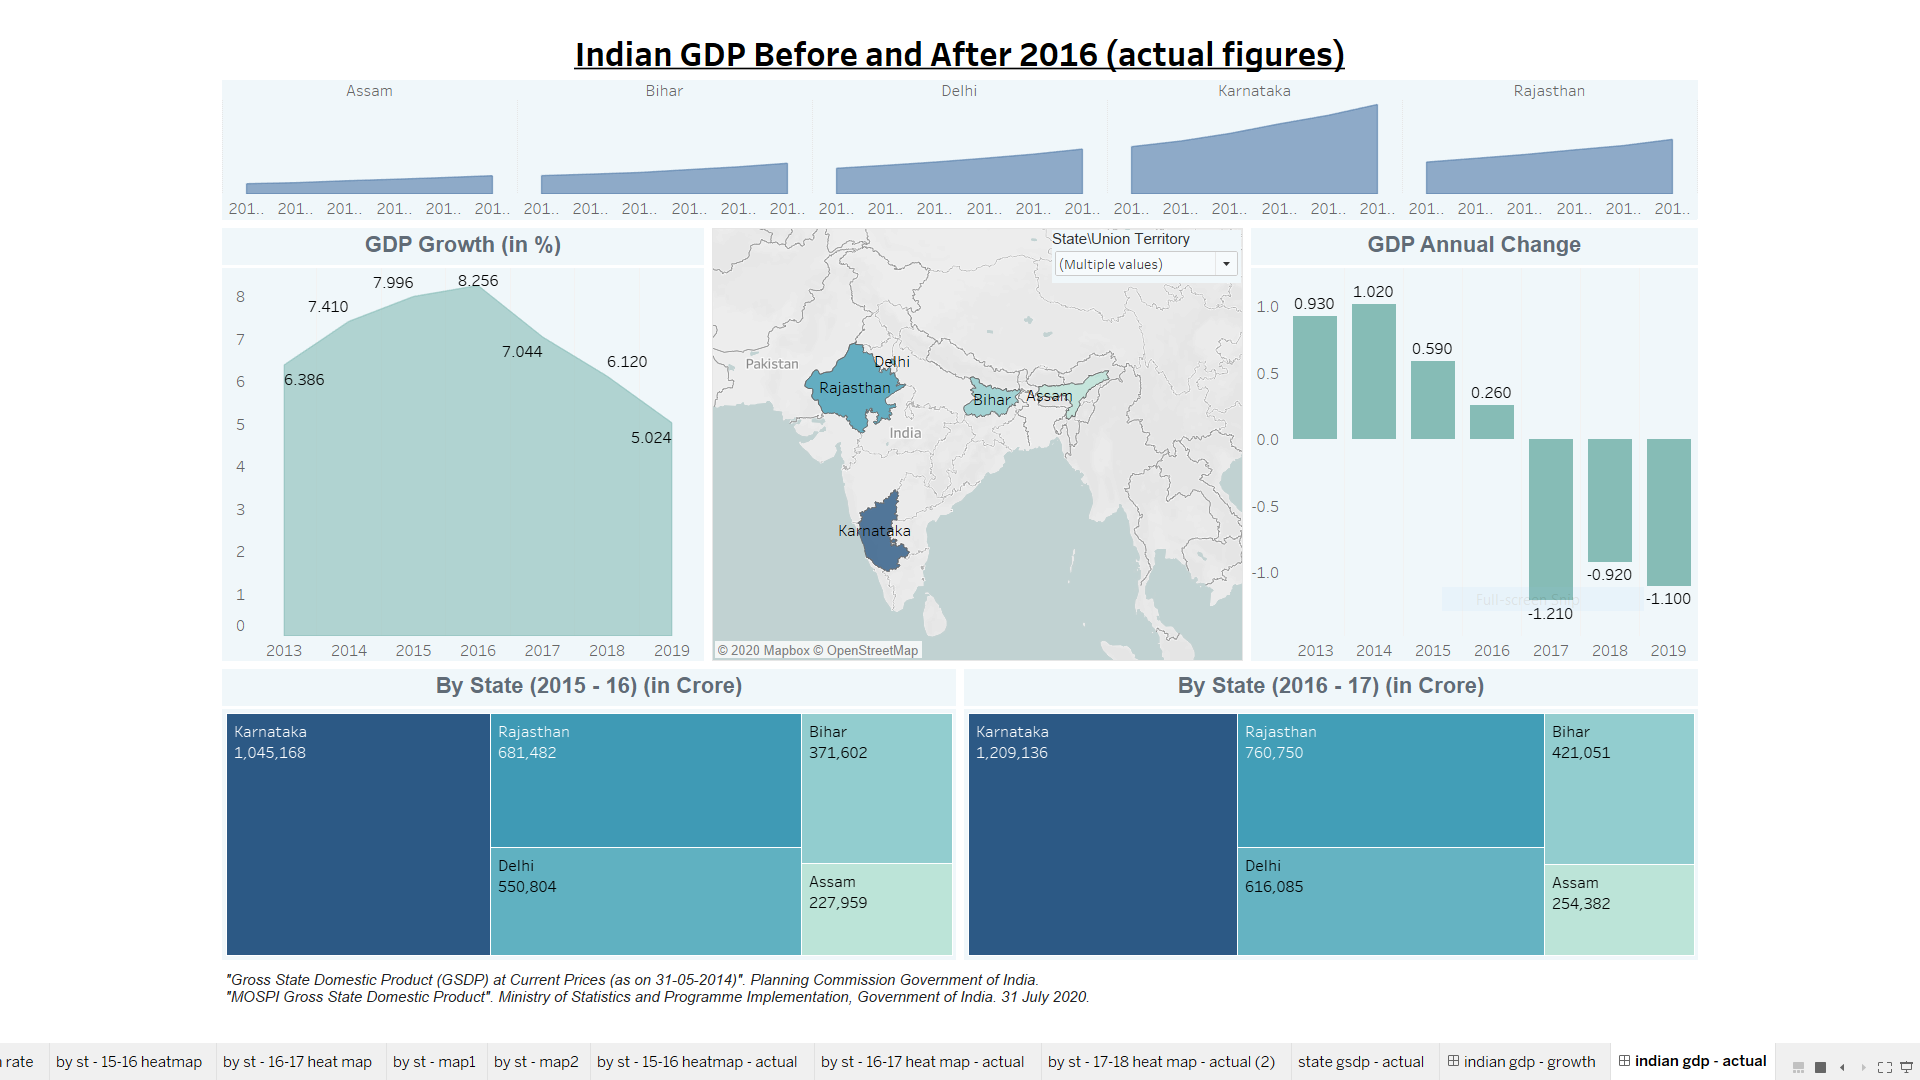 Indian GDP Before and After 2016 (actual figures)
Assam Bihar Delhi Karnataka Rajasthan
201.. 201.. 201.. 201.. 201.. 201.. 201.. 201.. 201.. 201.. 201.. 201.. 201.. 201.. 201.. 201.. 201.. 201.. 201.. 201.. 201.. 201.. 201.. 201.. 201.. 201.. 201.. 201.. 201.. 201..
GDP Growth (in %)
8
7
6
5
4
3
2
1
0
6.386
7.410
7.996
8.256
7.044
6.120
5.024
2013 2014 2015 2016 2017 2018 2019
State\Union Territory
(Multiple values)
Pakistan
Delhi
Rajasthan
Bihar
Assam
India
Karnataka
© 2020 Mapbox © OpenStreetMap
GDP Annual Change
1.0
0.5
0.0
-0.5
-1.0
0.930
1.020
0.590
0.260
-1.210
-0.920
-1.100
Full-screen Snip
2013 2014 2015 2016 2017 2018 2019
By State (2015 - 16) (in Crore)
Karnataka
1,045,168
Rajasthan
681,482
Delhi
550,804
Bihar
371,602
Assam
227,959
By State (2016 - 17) (in Crore)
Karnataka
1,209,136
Rajasthan
760,750
Delhi
616,085
Bihar
421,051
Assam
254,382
"Gross State Domestic Product (GSDP) at Current Prices (as on 31-05-2014)". Planning Commission Government of India.
"MOSPI Gross State Domestic Product". Ministry of Statistics and Programme Implementation, Government of India. 31 July 2020.
rate by st - 15-16 heatmap by st - 16-17 heat map by st - map1 by st - map2 by st - 15-16 heatmap - actual by st - 16-17 heat map - actual by st - 17-18 heat map - actual (2) state gsdp - actual indian gdp - growth indian gdp - actual